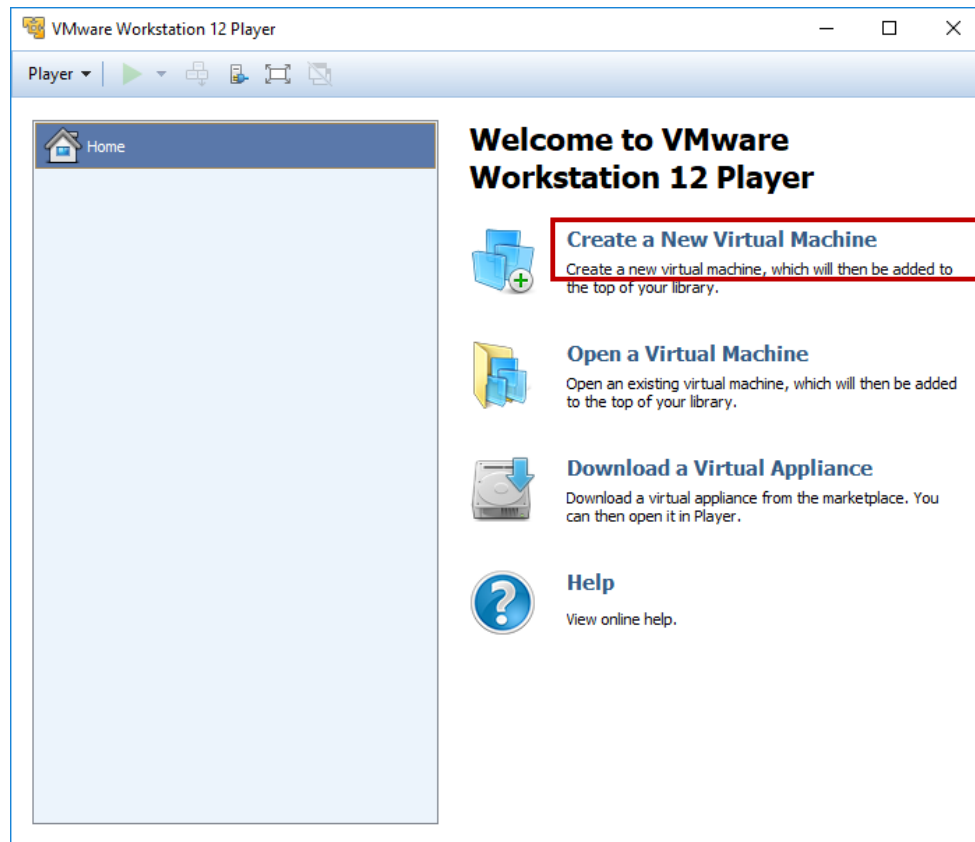 VMware Workstation 12 Player
Player
Home
Welcome to VMware
Workstation 12 Player
Create a New Virtual Machine
Create a new virtual machine, which will then be added to
the top of your library.
Open a Virtual Machine
Open an existing virtual machine, which will then be added
to the top of your library.
Download a Virtual Appliance
Download a virtual appliance from the marketplace. You
can then open it in Player.
Help
View online help.